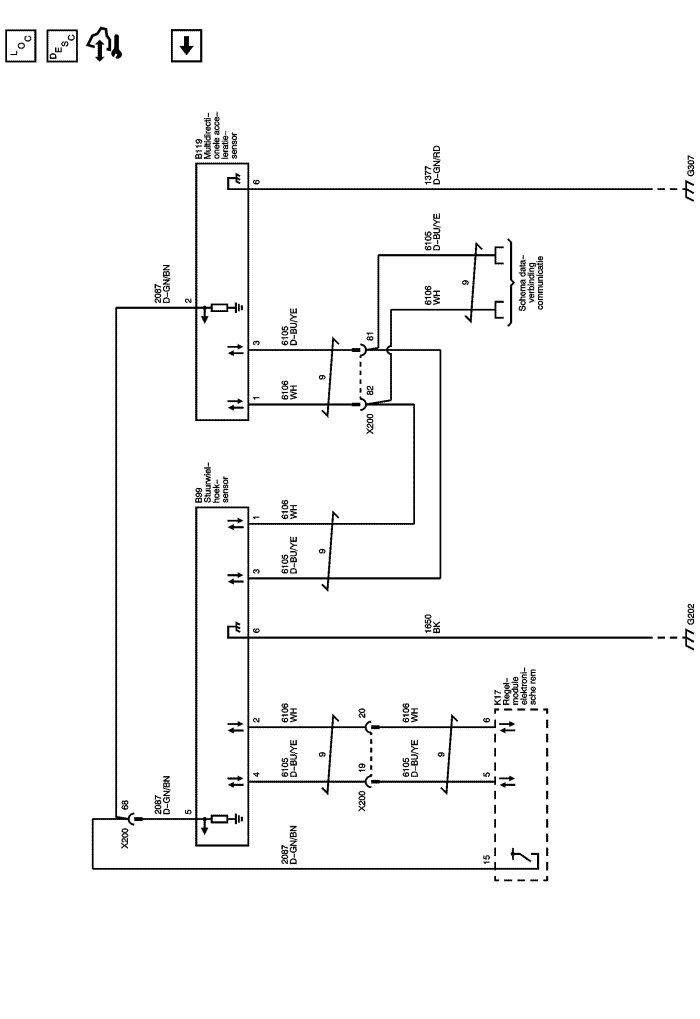 LOC
DESC
B119
Multidirecti–
onele acce–
leratie–
sensor
6
1377
D–GN/RD
G307
2
2087
D–GN/BN
3
6105
D–BU/YE
9
81
1
6106
WH
82
X200
6105
D–BU/YE
6106
WH
9
Schema data–
verbinding
communicatie
B99
Stuurwiel–
hoek–
sensor
1
6106
WH
9
3
6105
D–BU/YE
6
1650
BK
G202
2
6106
WH
20
6106
WH
6
9
9
4
6105
D–BU/YE
19
X200
6105
D–BU/YE
5
K17
Regel–
module
elektroni–
sche rem
68
X200
2087
D–GN/BN
5
2087
D–GN/BN
15